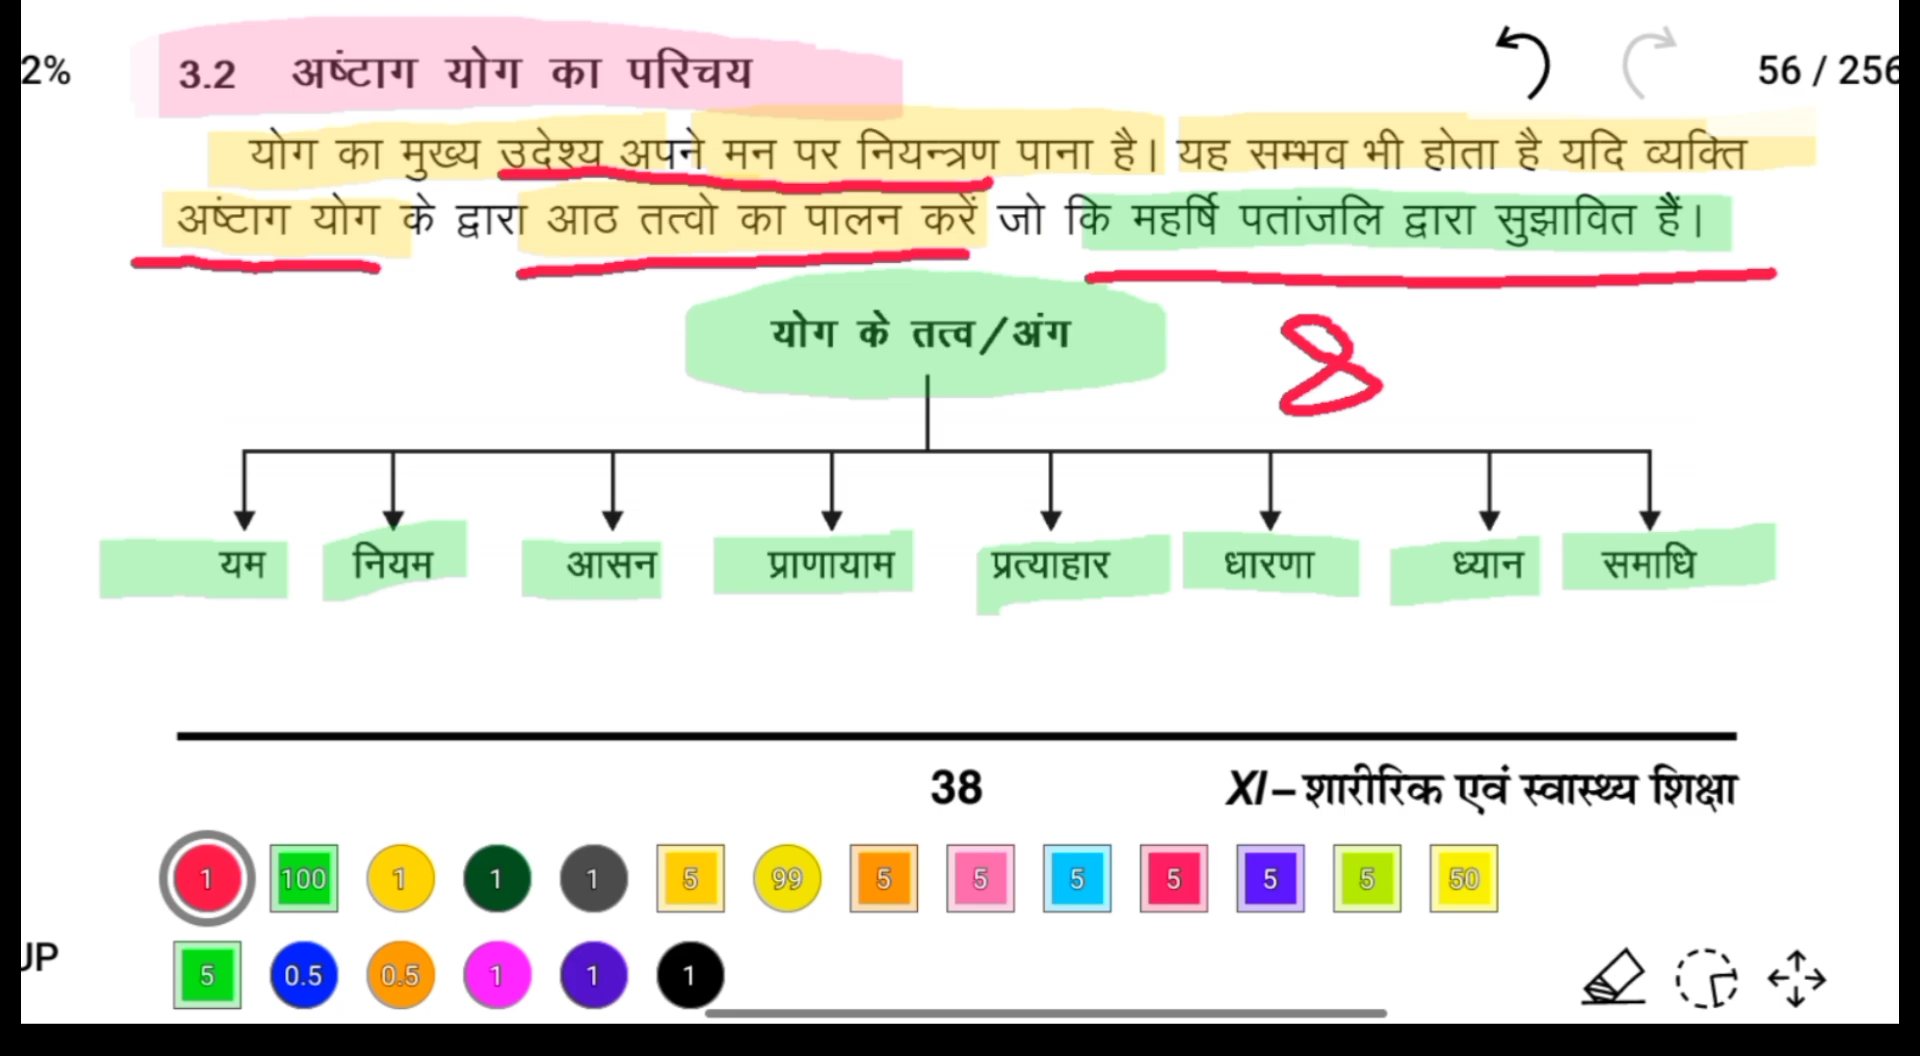 2%
56 / 256
3.2 अष्टांग योग का परिचय
योग का मुख्य उदेश्य अपने मन पर नियन्त्रण पाना है। यह सम्भव भी होता है यदि व्यक्ति
अष्टांग योग के द्वारा आठ तत्वो का पालन करें जो कि महर्षि पतांजलि द्वारा सुझावित हैं।
योग के तत्व/अंग
8
यम नियम आसन प्राणायाम प्रत्याहार धारणा ध्यान समाधि
38 XI–शारीरिक एवं स्वास्थ्य शिक्षा
1 100 1 1 1 5 99 5 5 5 5 5 5 50
UP
5 0.5 0.5 1 1 1